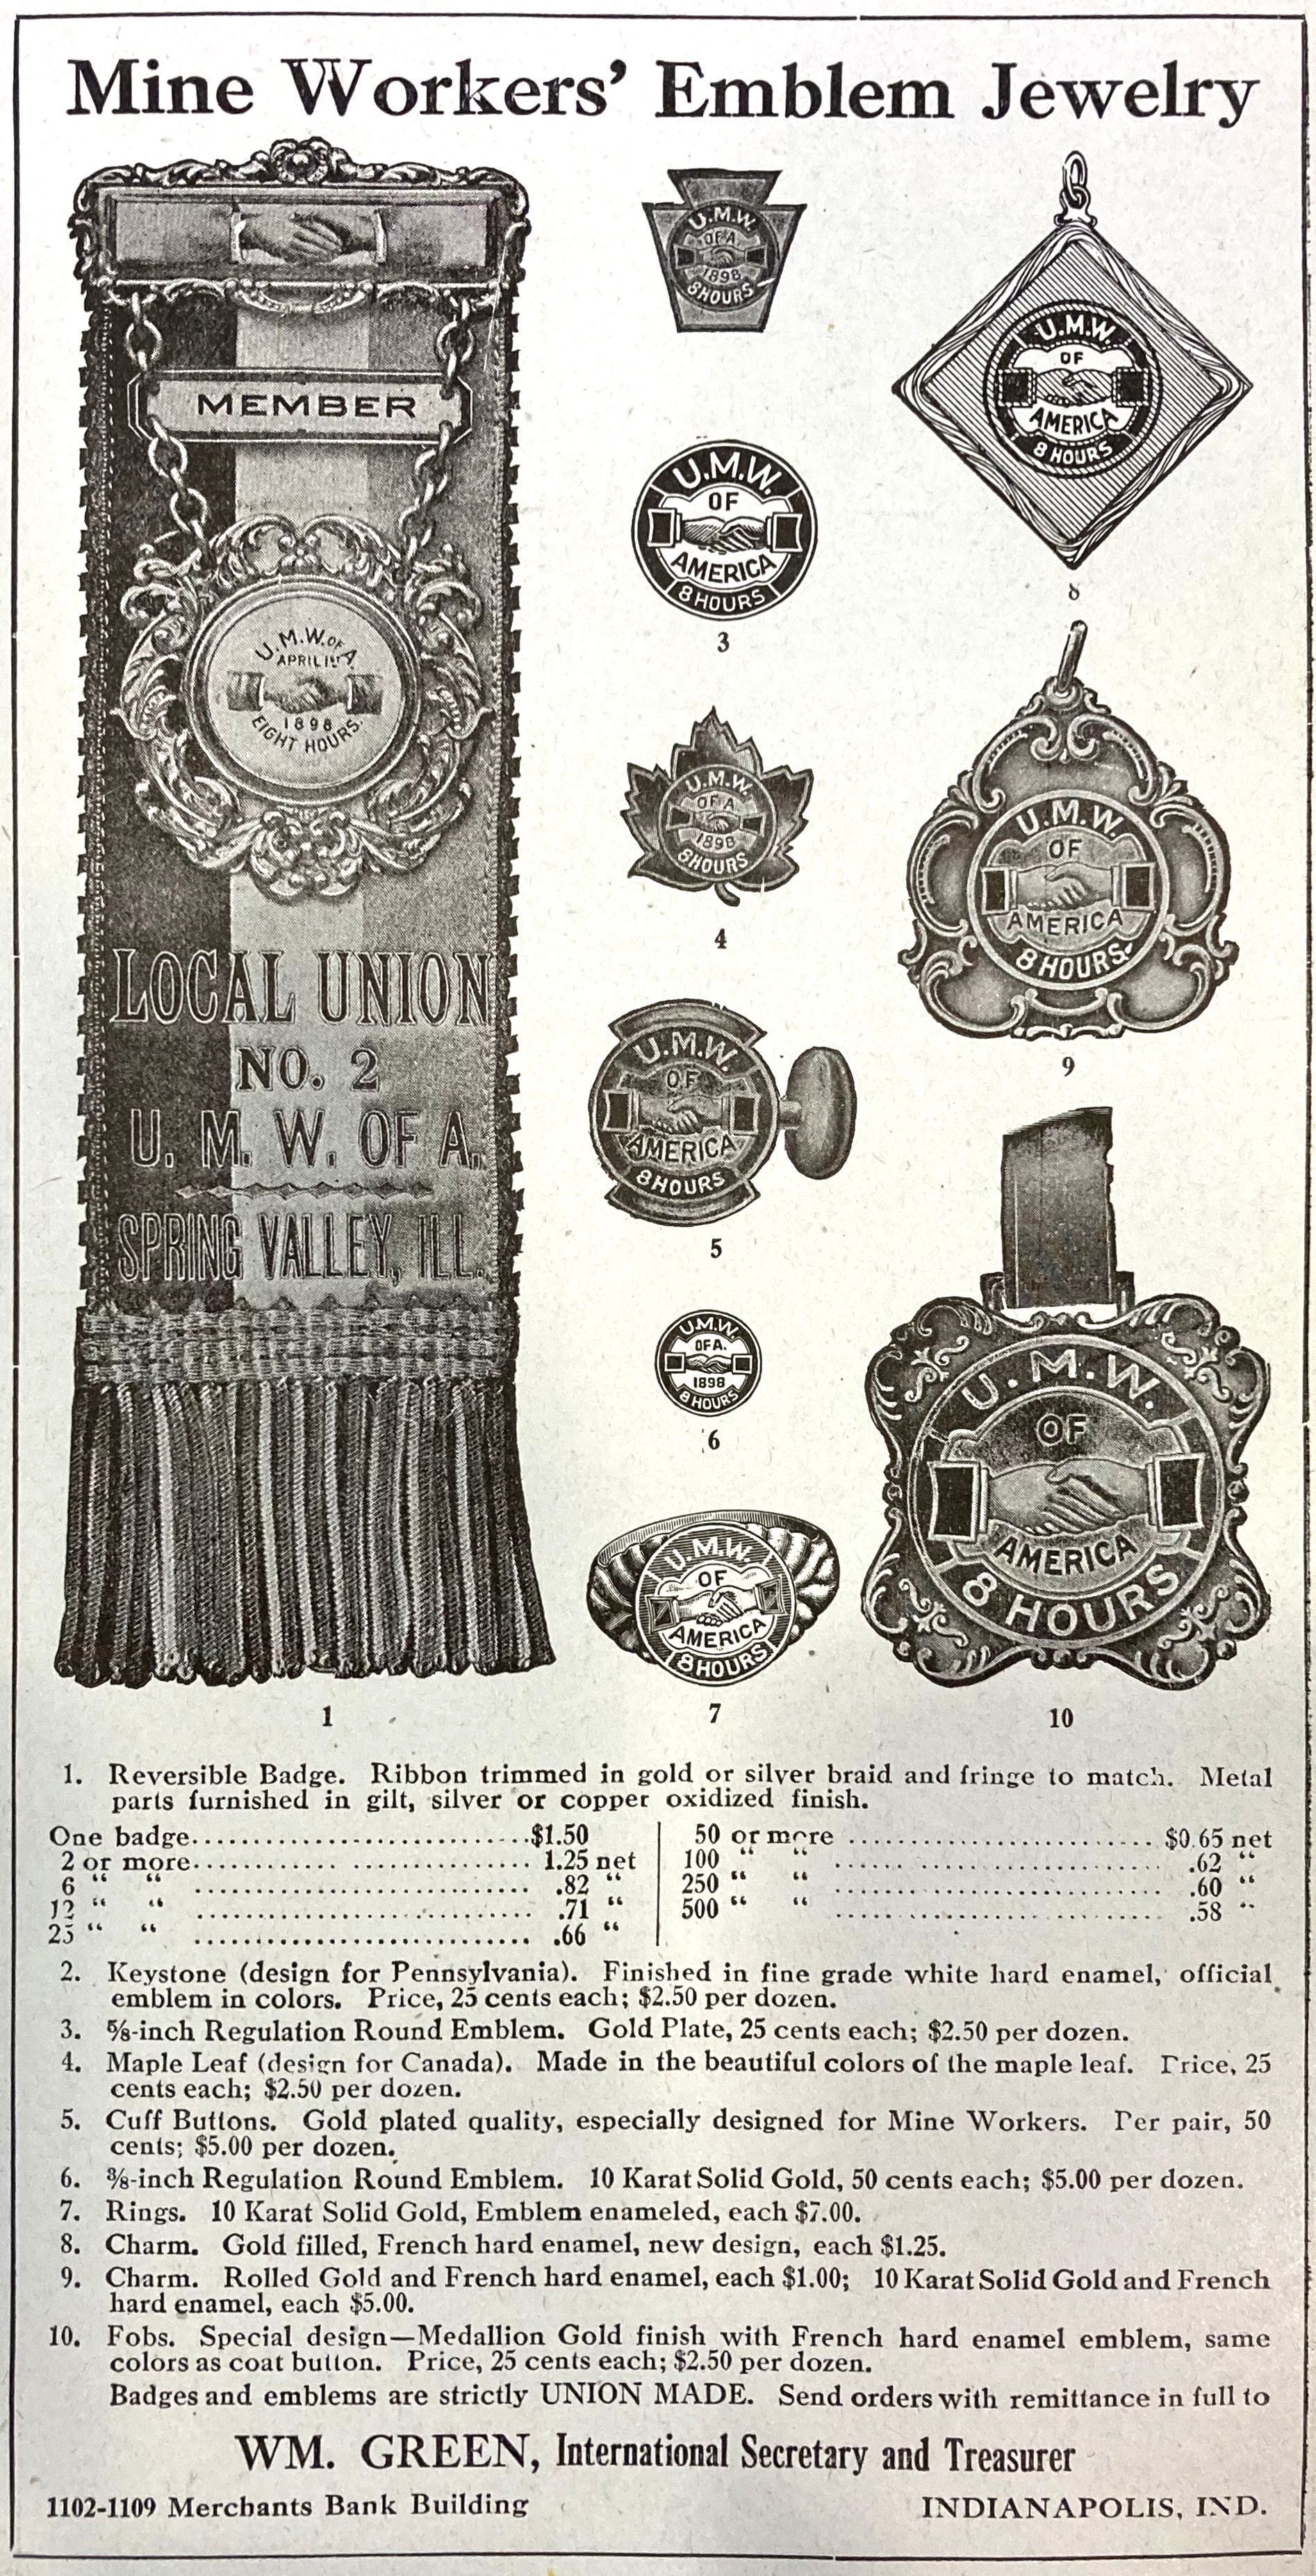 Mine Workers' Emblem Jewelry
MEMBER
U.M.W. OF A.
APRIL 1ST
1898
EIGHT HOURS.
LOCAL UNION
NO. 2
U. M. W. OF A.
SPRING VALLEY, ILL.
1
U.M.W.
OF A.
1898
8 HOURS
U.M.W.
OF
AMERICA
8 HOURS
3
U.M.W.
OF A
1898
8 HOURS
4
U.M.W.
OF
AMERICA
8 HOURS
5
U.M.W.
OF A.
1898
8 HOURS
6
U.M.W.
OF
AMERICA
8 HOURS
7
U.M.W.
OF
AMERICA
8 HOURS
8
U.M.W.
OF
AMERICA
8 HOURS
9
U.M.W.
OF
AMERICA
8 HOURS
10
1. Reversible Badge. Ribbon trimmed in gold or silver braid and fringe to match. Metal
parts furnished in gilt, silver or copper oxidized finish.
One badge..............................$1.50
2 or more.............................. 1.25 net
6 “ “ .............................. .82 “
12 “ “ .............................. .71 “
25 “ “ .............................. .66 “
50 or more ............................ $0.65 net
100 “ “ ............................ .62 “
250 “ “ ............................ .60 “
500 “ “ ............................ .58 “
2. Keystone (design for Pennsylvania). Finished in fine grade white hard enamel, official
emblem in colors. Price, 25 cents each; $2.50 per dozen.
3. ⅝-inch Regulation Round Emblem. Gold Plate, 25 cents each; $2.50 per dozen.
4. Maple Leaf (design for Canada). Made in the beautiful colors of the maple leaf. Price, 25
cents each; $2.50 per dozen.
5. Cuff Buttons. Gold plated quality, especially designed for Mine Workers. Per pair, 50
cents; $5.00 per dozen.
6. ⅜-inch Regulation Round Emblem. 10 Karat Solid Gold, 50 cents each; $5.00 per dozen.
7. Rings. 10 Karat Solid Gold, Emblem enameled, each $7.00.
8. Charm. Gold filled, French hard enamel, new design, each $1.25.
9. Charm. Rolled Gold and French hard enamel, each $1.00; 10 Karat Solid Gold and French
hard enamel, each $5.00.
10. Fobs. Special design—Medallion Gold finish with French hard enamel emblem, same
colors as coat button. Price, 25 cents each; $2.50 per dozen.
Badges and emblems are strictly UNION MADE. Send orders with remittance in full to
WM. GREEN, International Secretary and Treasurer
1102-1109 Merchants Bank Building INDIANAPOLIS, IND.